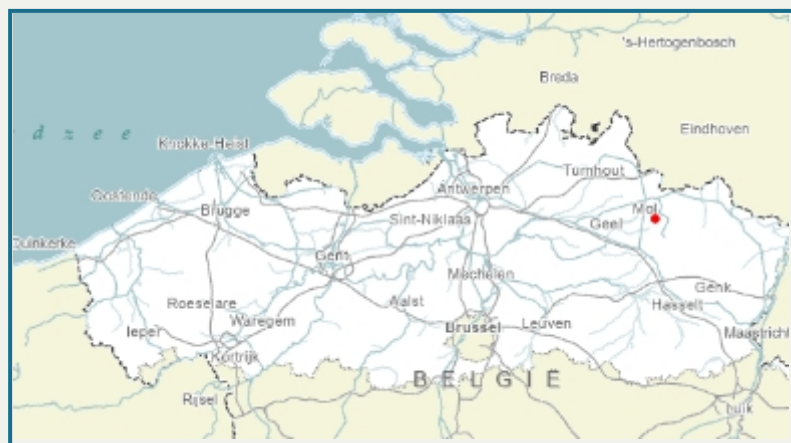 's-Hertogenbosch
Breda
Eindhoven
d z e e
Knokke-Heist
Turnhout
Antwerpen
Oostende
Mol
Brugge
Sint-Niklaas
Geel
Duinkerke
Gent
Mechelen
Genk
Roeselare
Aalst
Hasselt
Waregem
Brussel
Leuven
Ieper
Maastricht
Kortrijk
BELGIË
Rijsel
Luik